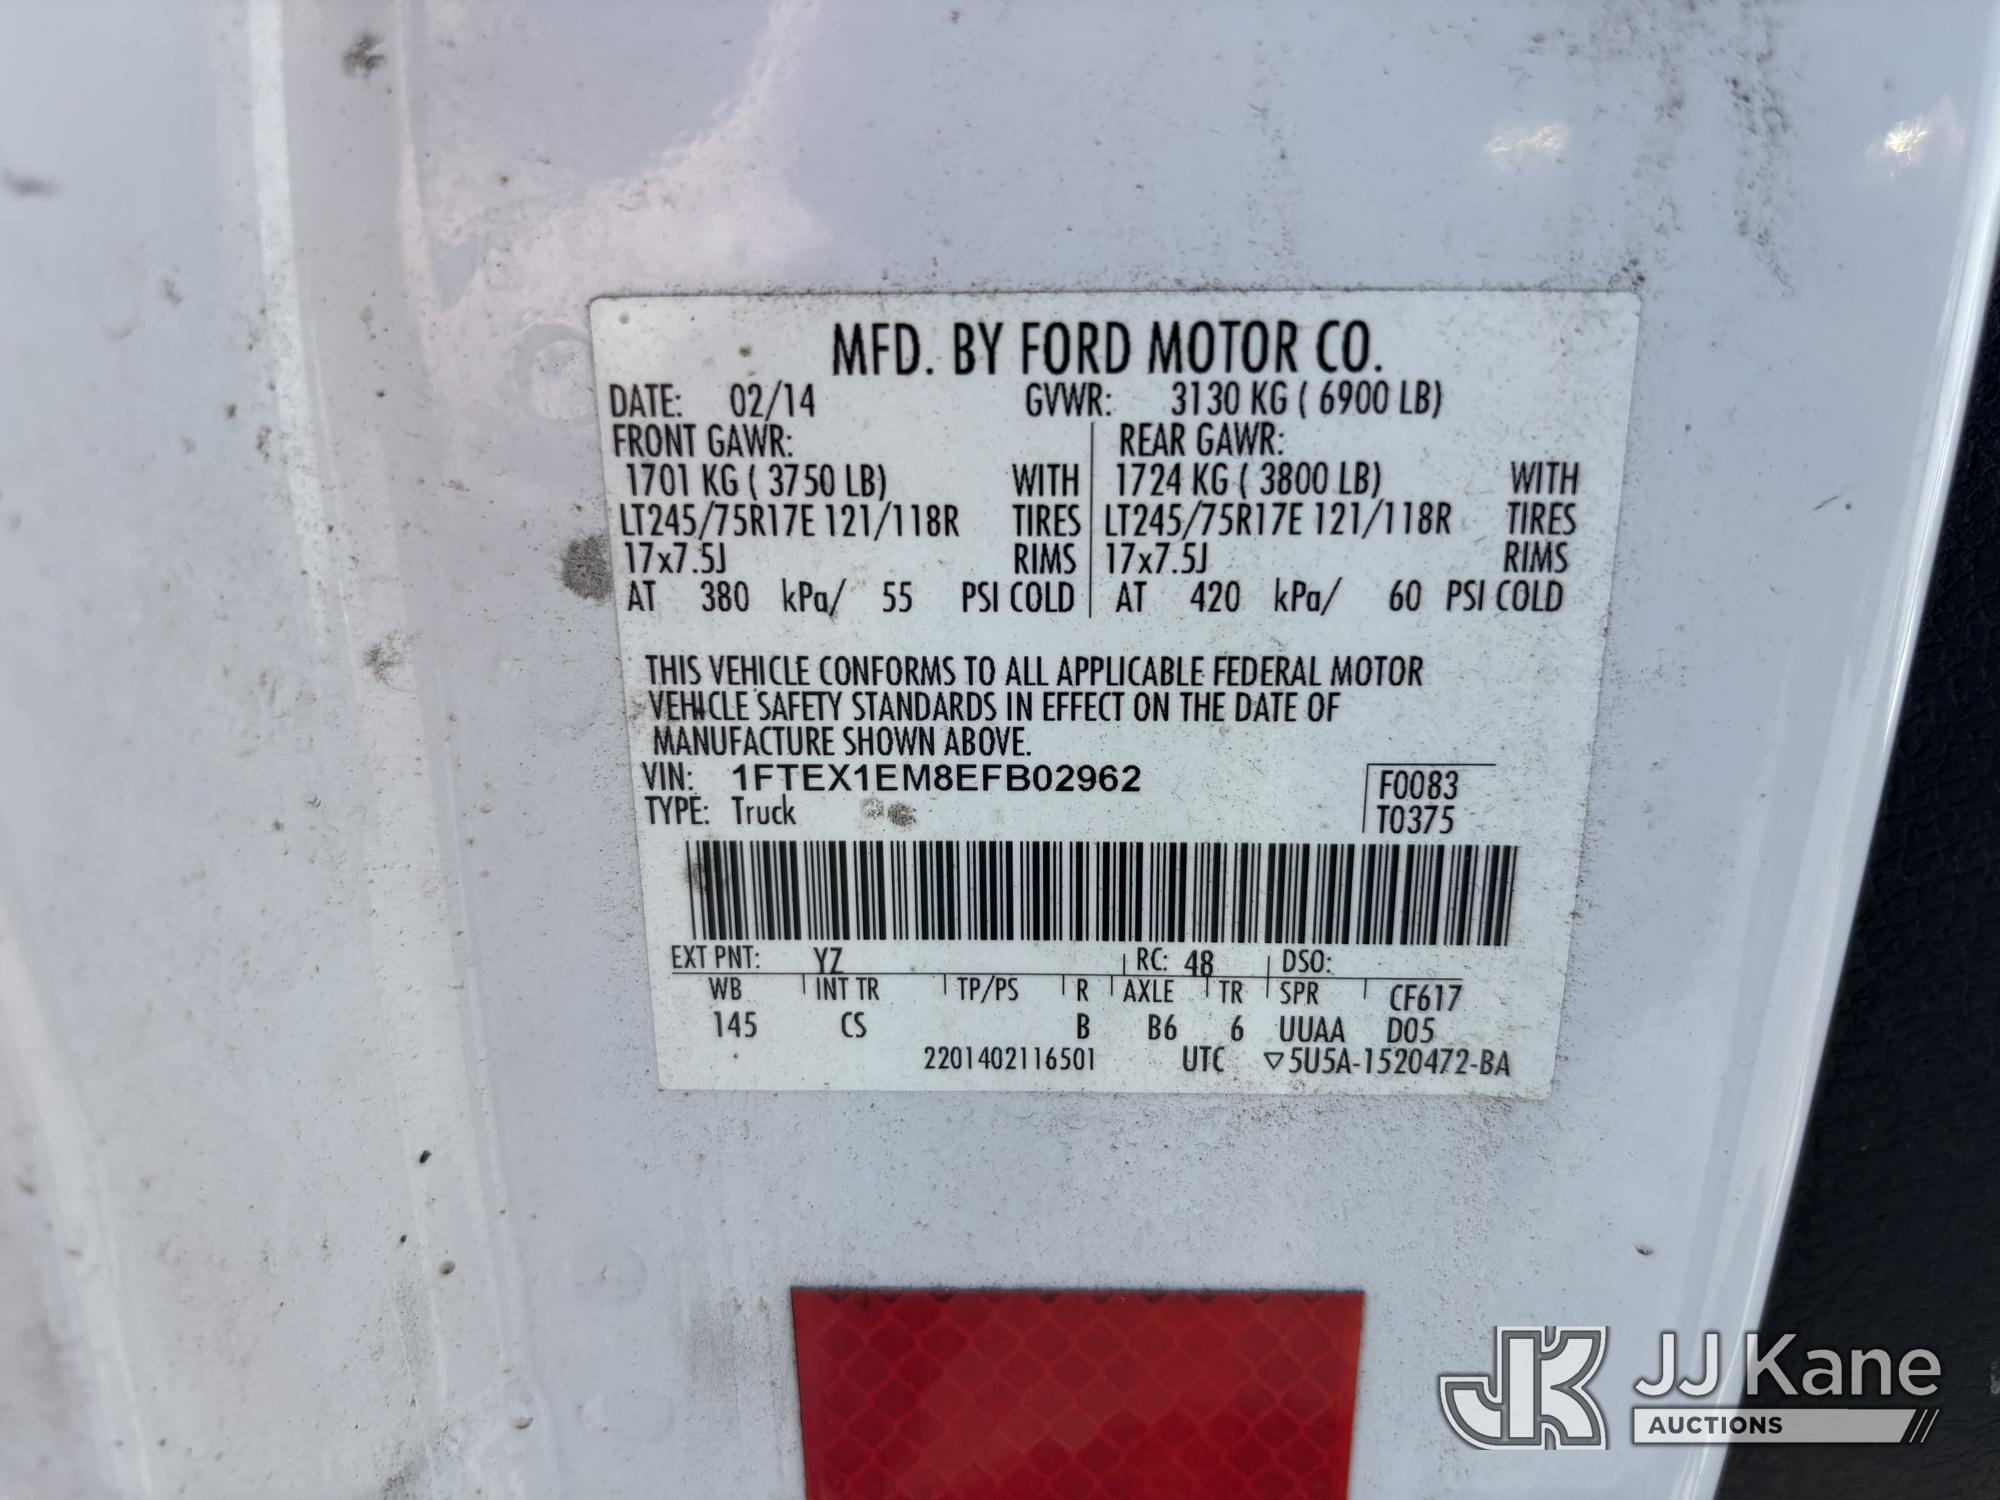 MFD. BY FORD MOTOR CO.
DATE: 02/14 GVWR: 3130 KG ( 6900 LB)
FRONT GAWR: REAR GAWR:
1701 KG ( 3750 LB) WITH 1724 KG ( 3800 LB) WITH
LT245/75R17E 121/118R TIRES LT245/75R17E 121/118R TIRES
17x7.5J RIMS 17x7.5J RIMS
AT 380 kPa/ 55 PSI COLD AT 420 kPa/ 60 PSI COLD
THIS VEHICLE CONFORMS TO ALL APPLICABLE FEDERAL MOTOR
VEHICLE SAFETY STANDARDS IN EFFECT ON THE DATE OF
MANUFACTURE SHOWN ABOVE.
VIN: 1FTEX1EM8EFB02962 F0083
TYPE: Truck T0375
EXT PNT: YZ RC: 48 DSO:
WB INT TR TP/PS R AXLE TR SPR CF617
145 CS B B6 6 UUAA D05
2201402116501 UTC ▽5U5A-1520472-BA
JK JJ Kane
AUCTIONS